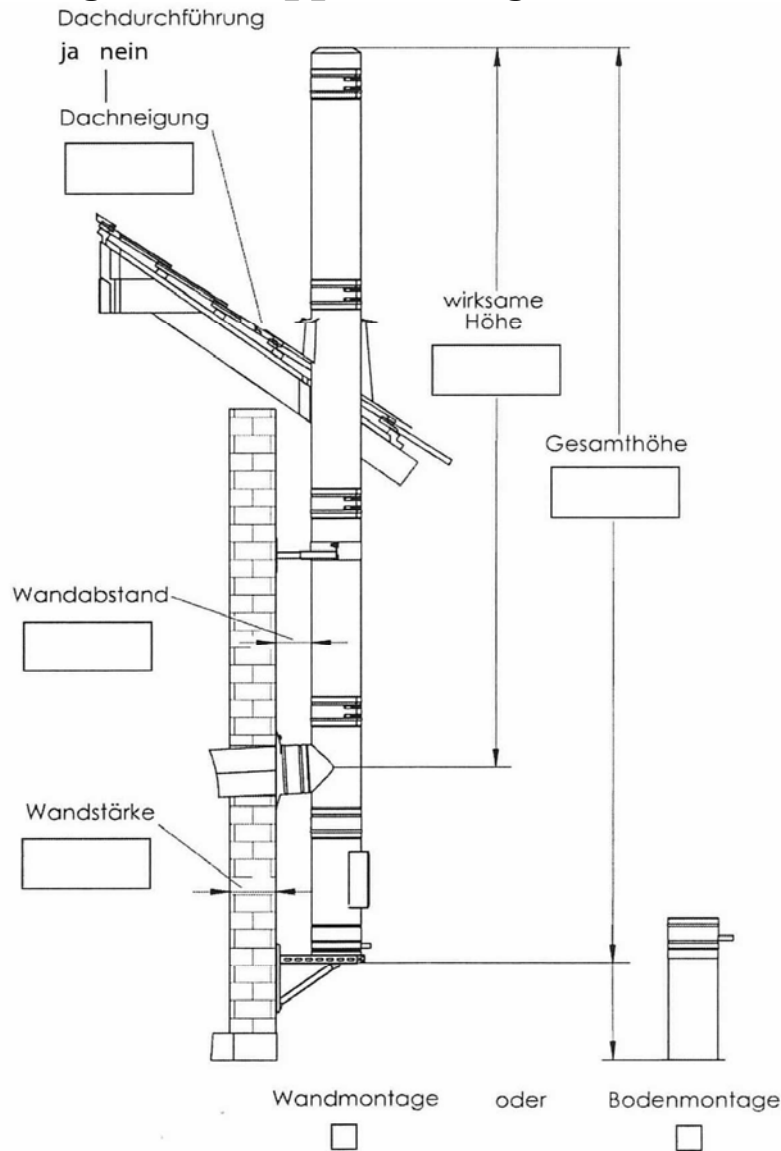 Dachdurchführung
ja nein
Dachneigung
wirksame
Höhe
Gesamthöhe
Wandabstand
Wandstärke
Wandmontage oder Bodenmontage